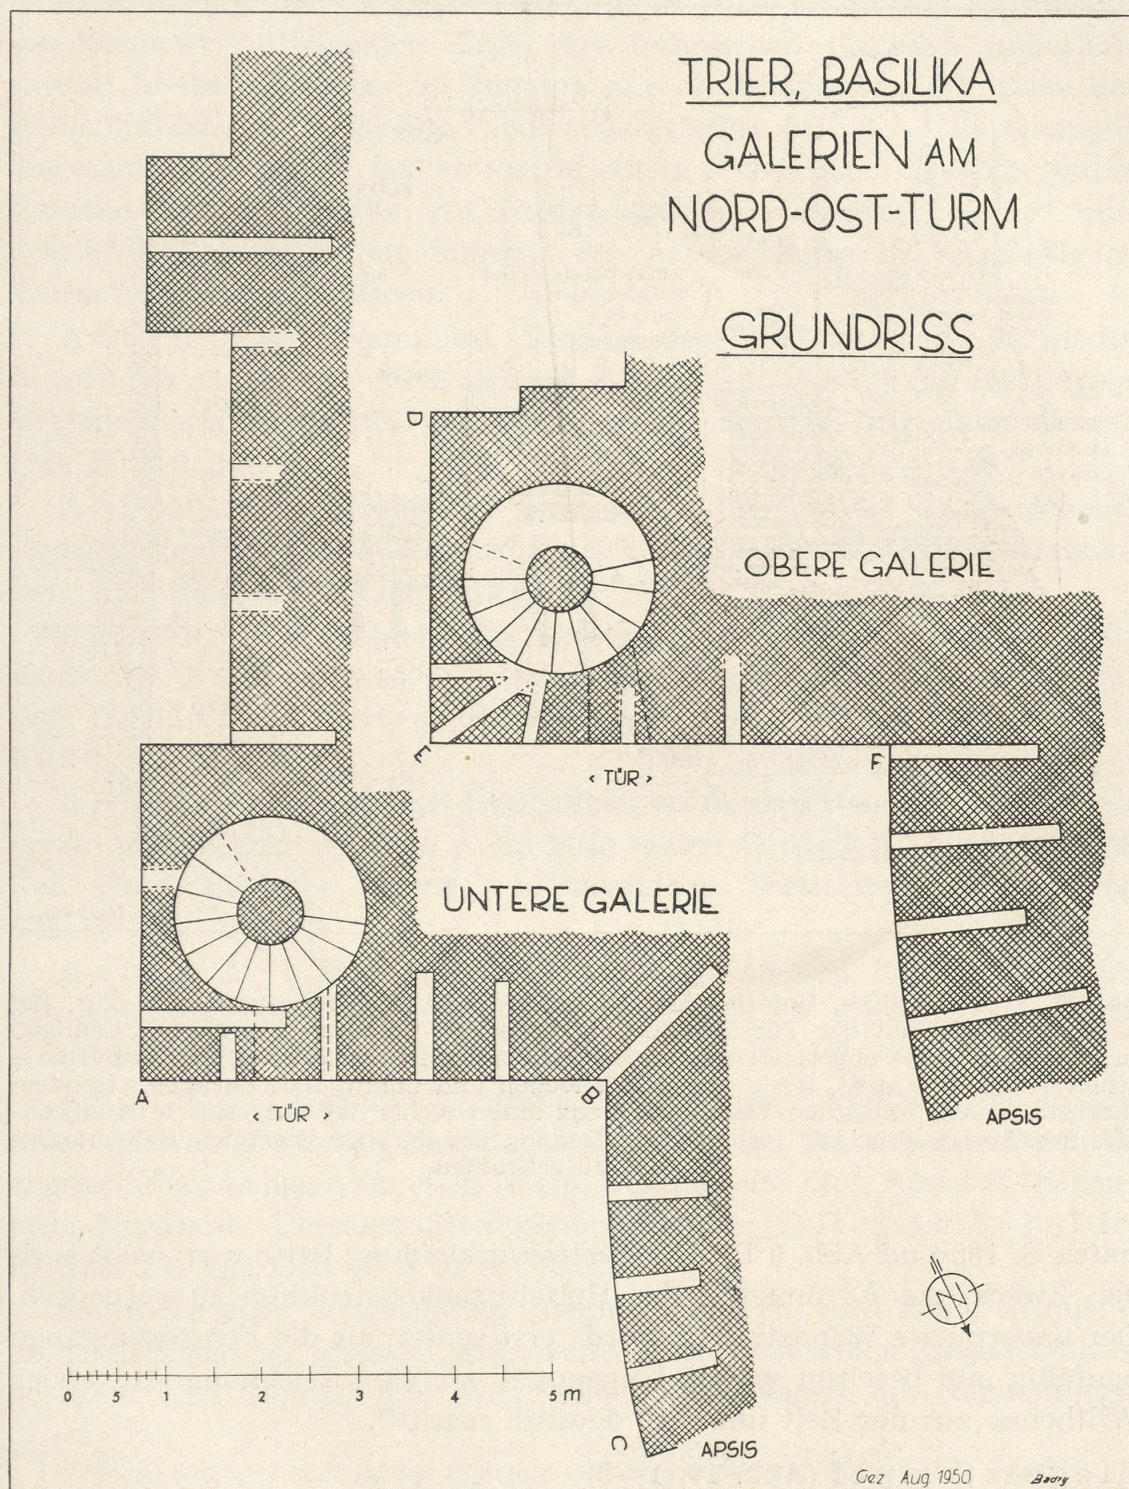 TRIER, BASILIKA
GALERIEN AM
NORD-OST-TURM
GRUNDRISS
D
OBERE GALERIE
E
F
< TÜR >
UNTERE GALERIE
A
B
< TÜR >
APSIS
N
0 5 1 2 3 4 5 m
C
APSIS
Gez Aug 1950